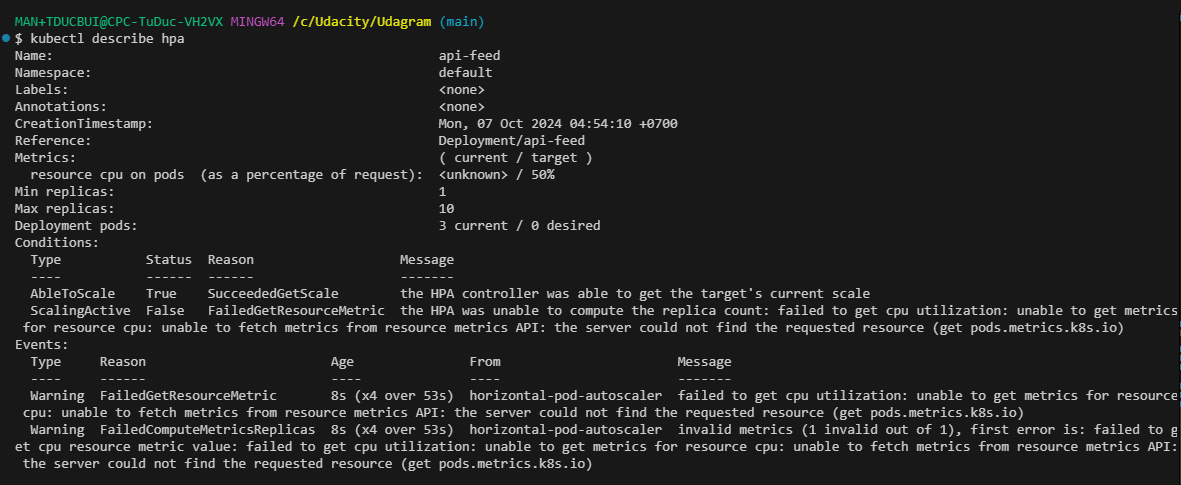 MAN+TDUCBUI@CPC-TuDuc-VH2VX MINGW64 /c/Udacity/Udagram (main)
$ kubectl describe hpa
Name:                                                  api-feed
Namespace:                                             default
Labels:                                                <none>
Annotations:                                           <none>
CreationTimestamp:                                     Mon, 07 Oct 2024 04:54:10 +0700
Reference:                                             Deployment/api-feed
Metrics:                                               ( current / target )
  resource cpu on pods  (as a percentage of request):  <unknown> / 50%
Min replicas:                                          1
Max replicas:                                          10
Deployment pods:                                       3 current / 0 desired
Conditions:
  Type           Status  Reason                   Message
  ----           ------  ------                   -------
  AbleToScale    True    SucceededGetScale        the HPA controller was able to get the target's current scale
  ScalingActive  False   FailedGetResourceMetric  the HPA was unable to compute the replica count: failed to get cpu utilization: unable to get metrics
 for resource cpu: unable to fetch metrics from resource metrics API: the server could not find the requested resource (get pods.metrics.k8s.io)
Events:
  Type     Reason                        Age               From                       Message
  ----     ------                        ----              ----                       -------
  Warning  FailedGetResourceMetric       8s (x4 over 53s)  horizontal-pod-autoscaler  failed to get cpu utilization: unable to get metrics for resource
 cpu: unable to fetch metrics from resource metrics API: the server could not find the requested resource (get pods.metrics.k8s.io)
  Warning  FailedComputeMetricsReplicas  8s (x4 over 53s)  horizontal-pod-autoscaler  invalid metrics (1 invalid out of 1), first error is: failed to g
et cpu resource metric value: failed to get cpu utilization: unable to get metrics for resource cpu: unable to fetch metrics from resource metrics API:
 the server could not find the requested resource (get pods.metrics.k8s.io)